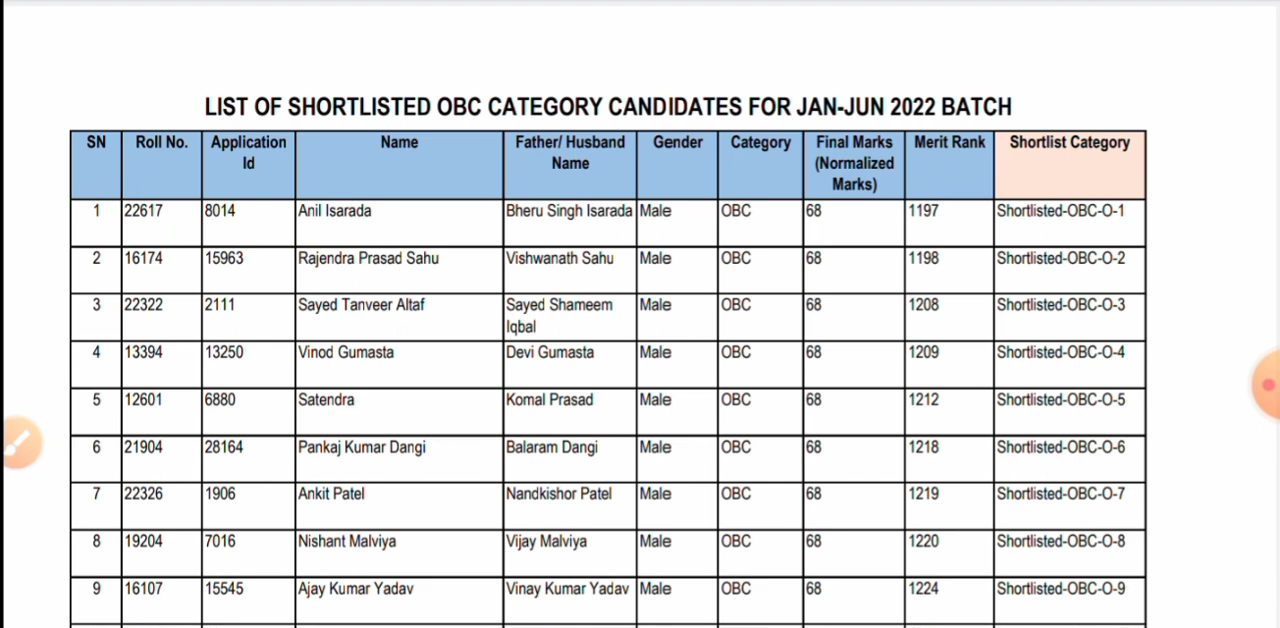 LIST OF SHORTLISTED OBC CATEGORY CANDIDATES FOR JAN-JUN 2022 BATCH
SN Roll No. Application Id Name Father/ Husband Name Gender Category Final Marks (Normalized Marks) Merit Rank Shortlist Category
1 22617 8014 Anil Isarada Bheru Singh Isarada Male OBC 68 1197 Shortlisted-OBC-O-1
2 16174 15963 Rajendra Prasad Sahu Vishwanath Sahu Male OBC 68 1198 Shortlisted-OBC-O-2
3 22322 2111 Sayed Tanveer Altaf Sayed Shameem Iqbal Male OBC 68 1208 Shortlisted-OBC-O-3
4 13394 13250 Vinod Gumasta Devi Gumasta Male OBC 68 1209 Shortlisted-OBC-O-4
5 12601 6880 Satendra Komal Prasad Male OBC 68 1212 Shortlisted-OBC-O-5
6 21904 28164 Pankaj Kumar Dangi Balaram Dangi Male OBC 68 1218 Shortlisted-OBC-O-6
7 22326 1906 Ankit Patel Nandkishor Patel Male OBC 68 1219 Shortlisted-OBC-O-7
8 19204 7016 Nishant Malviya Vijay Malviya Male OBC 68 1220 Shortlisted-OBC-O-8
9 16107 15545 Ajay Kumar Yadav Vinay Kumar Yadav Male OBC 68 1224 Shortlisted-OBC-O-9